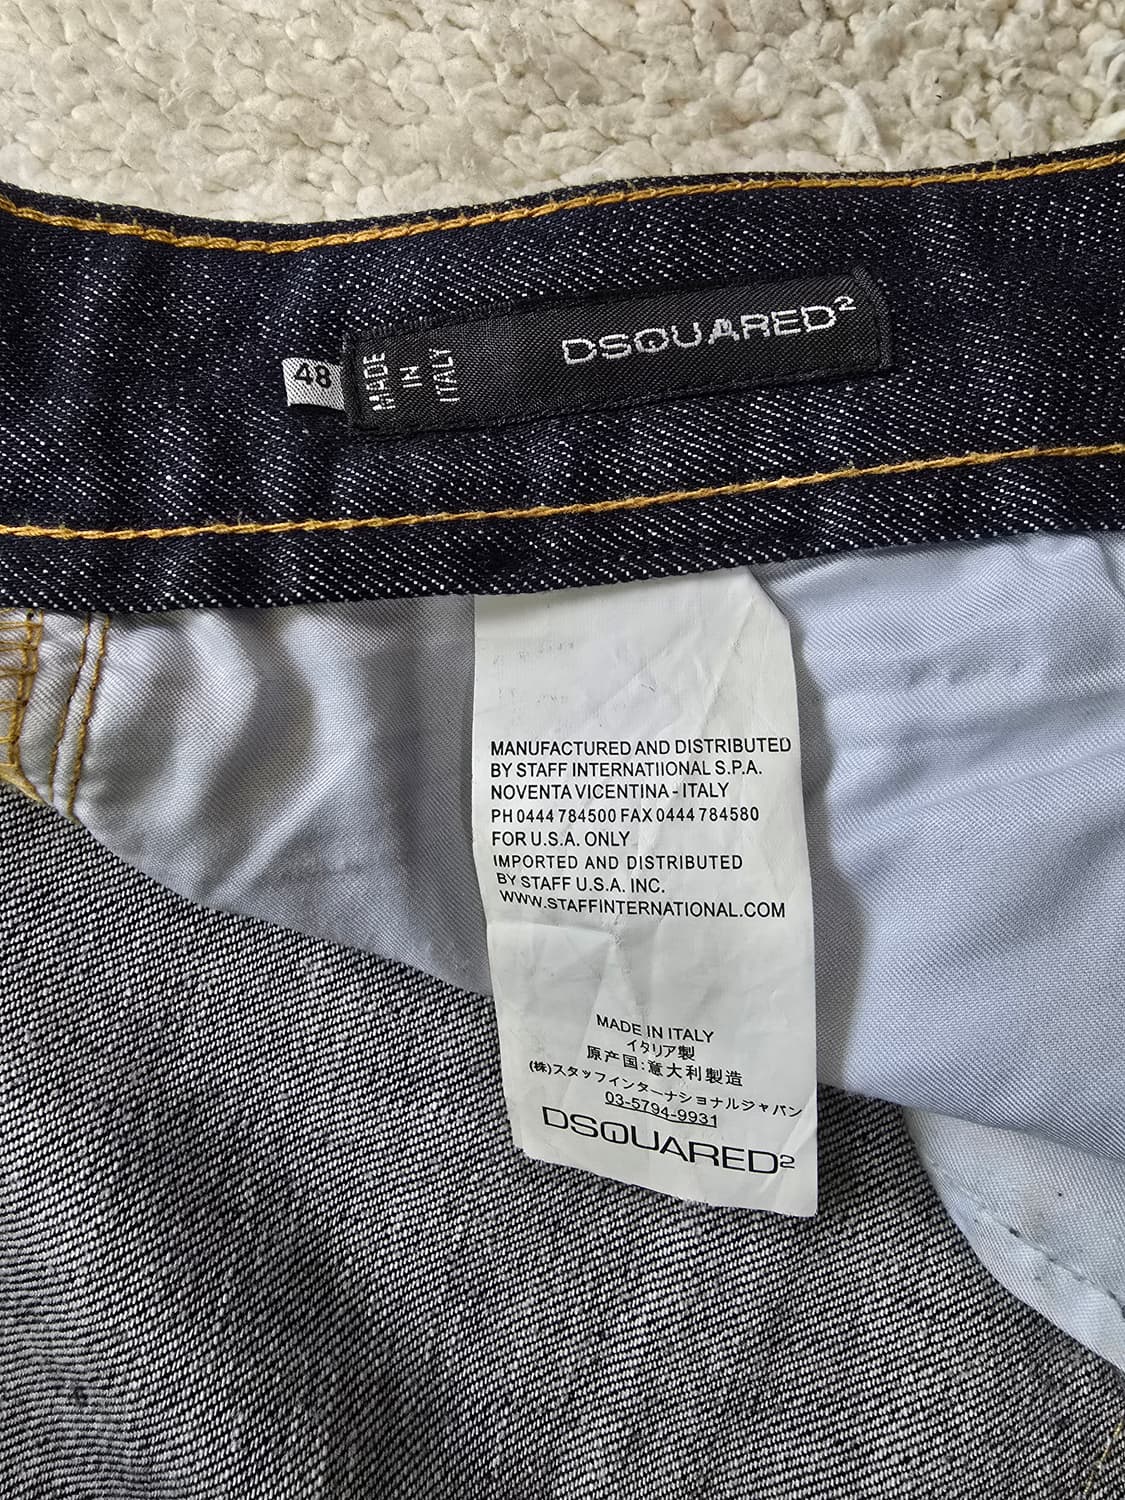 48
MADE
IN
ITALY
DSQUARED²
MANUFACTURED AND DISTRIBUTED
BY STAFF INTERNATIIONAL S.P.A.
NOVENTA VICENTINA - ITALY
PH 0444 784500 FAX 0444 784580
FOR U.S.A. ONLY
IMPORTED AND DISTRIBUTED
BY STAFF U.S.A. INC.
WWW.STAFFINTERNATIONAL.COM
MADE IN ITALY
イタリア製
原产国:意大利製造
(株)スタッフインターナショナルジャパン
03-5794-9931
DSQUARED²